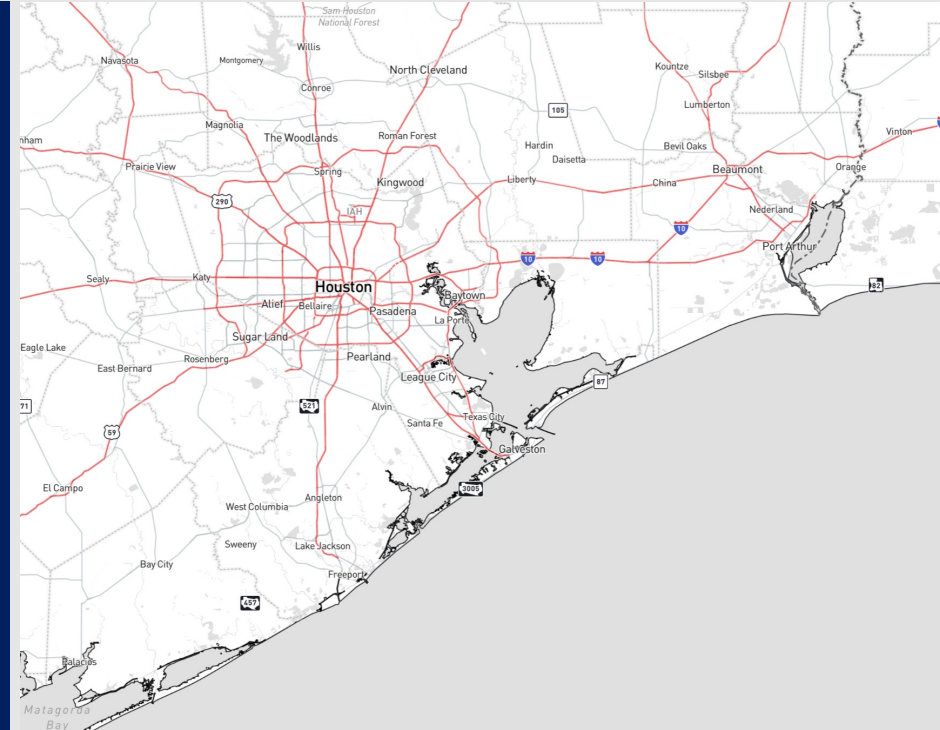 Sam Houston
National Forest
Willis
Navasota
Montgomery
North Cleveland
Kountze
Silsbee
Conroe
Lumberton
105
Magnolia
The Woodlands
Roman Forest
Vinton
nham
Hardin
Bevil Oaks
Daisetta
Prairie View
Spring
Beaumont
Orange
Kingwood
Liberty
China
290
IAH
Nederland
10
Port Arthur
10
10
Sealy
Katy
Houston
82
Baytown
Alief
Bellaire
Pasadena
La Porte
Sugar Land
Eagle Lake
Rosenberg
Pearland
East Bernard
League City
87
71
521
Alvin
Santa Fe
Texas City
59
Galveston
El Campo
3005
Angleton
West Columbia
Sweeny
Lake Jackson
Bay City
Freeport
457
Palacios
Matagorda
Bay